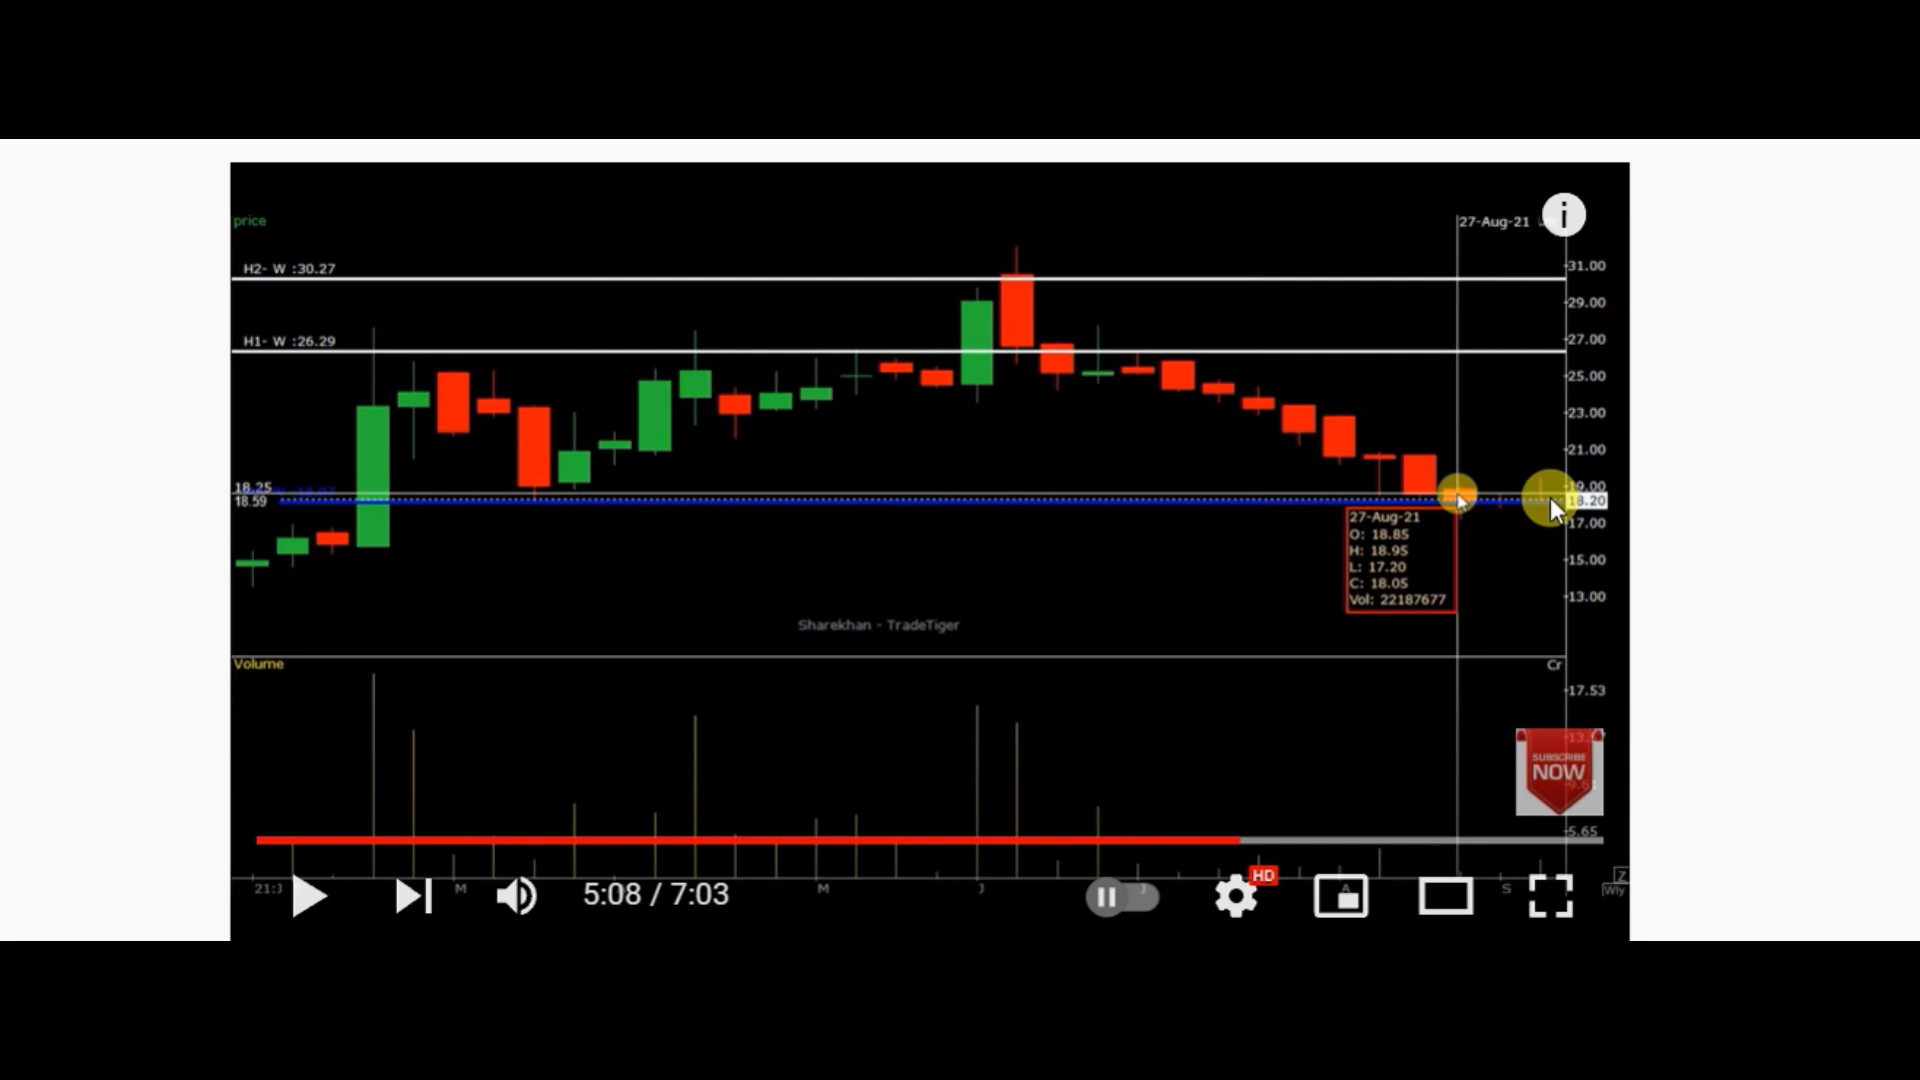 price
27-Aug-21
31.00
H2- W :30.27
29.00
27.00
H1- W :26.29
25.00
23.00
21.00
19.00
18.25
18.59
18.20
17.00
27-Aug-21
O: 18.85
H: 18.95
L: 17.20
C: 18.05
Vol: 22187677
15.00
13.00
Sharekhan - TradeTiger
Volume
Cr
17.53
SUBSCRIBE
NOW
5.65
21:J
M
M
J
J
A
S
Z
Wly
5:08 / 7:03
HD